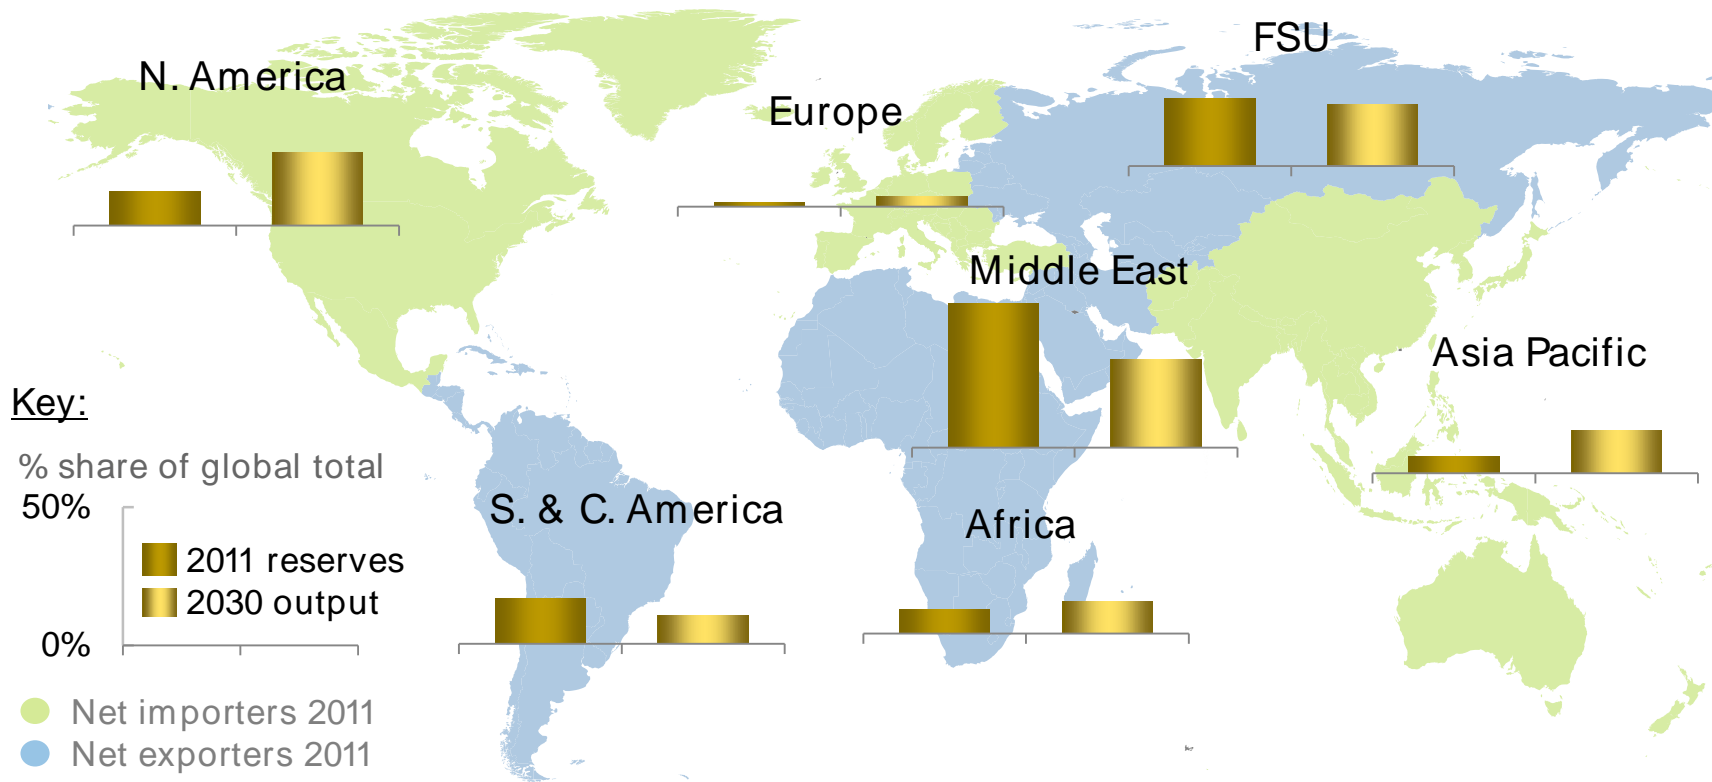 FSU
N. America
Europe
Middle East
Asia Pacific
Key:
% share of global total
50%
S. & C. America
Africa
2011 reserves
2030 output
0%
Net importers 2011
Net exporters 2011